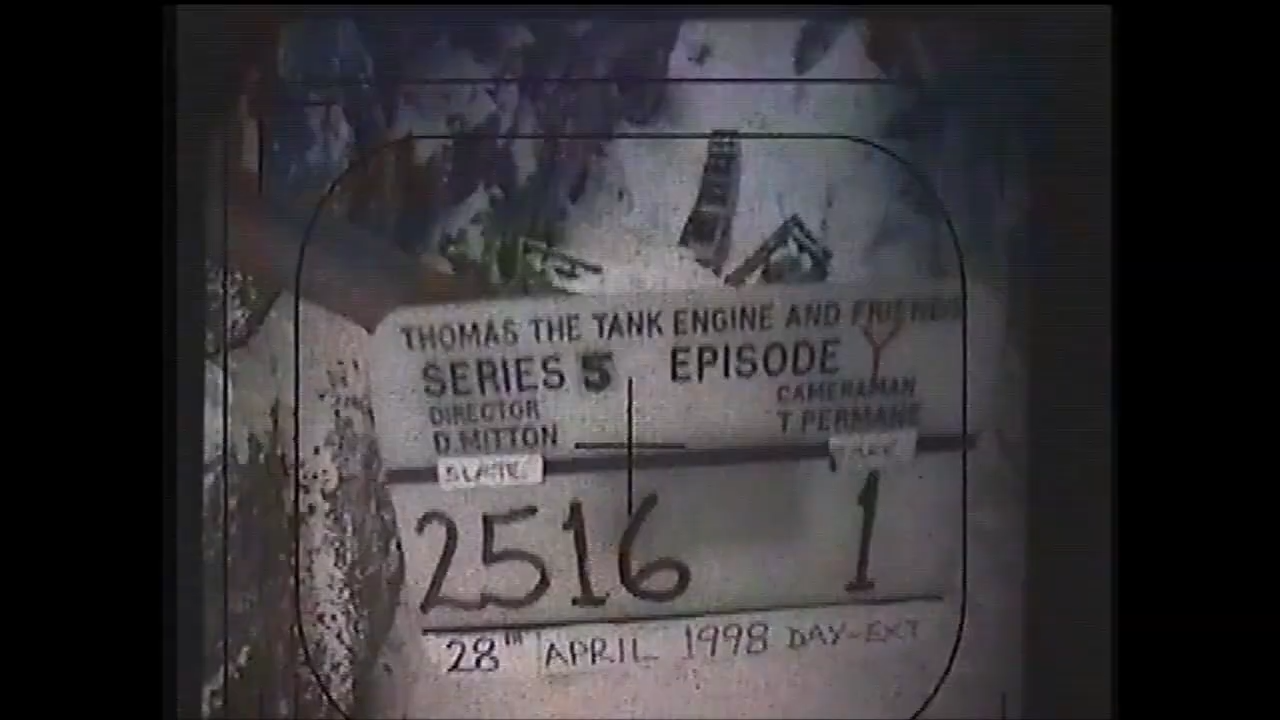 THOMAS THE TANK ENGINE AND FRIENDS
SERIES 5 EPISODE Y
DIRECTOR CAMERAMAN
D.MITTON T PERMANE
SLATE TAKE
2516 1
28TH APRIL 1998 DAY-EXT